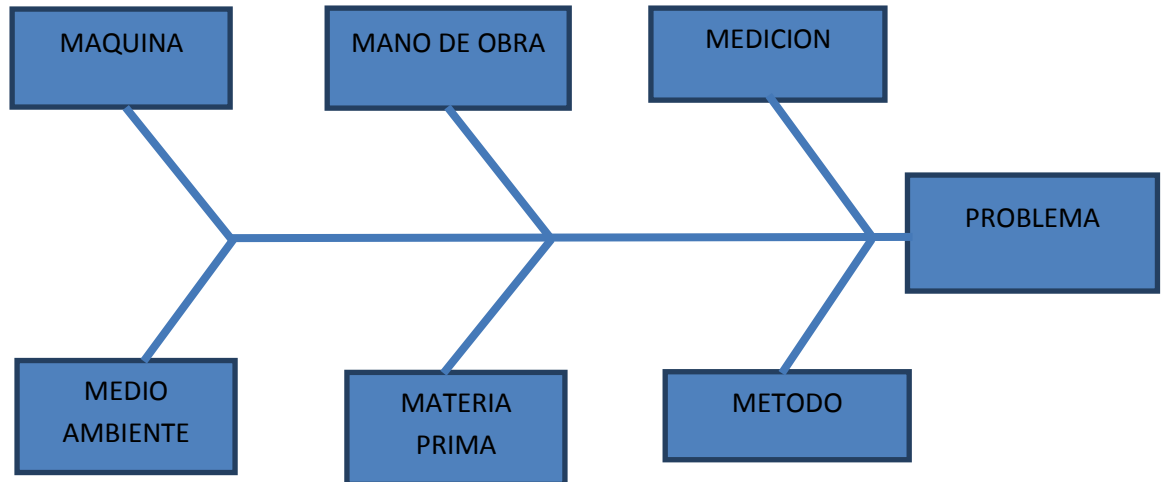 MAQUINA
MANO DE OBRA
MEDICION
PROBLEMA
MEDIO
AMBIENTE
MATERIA
PRIMA
METODO